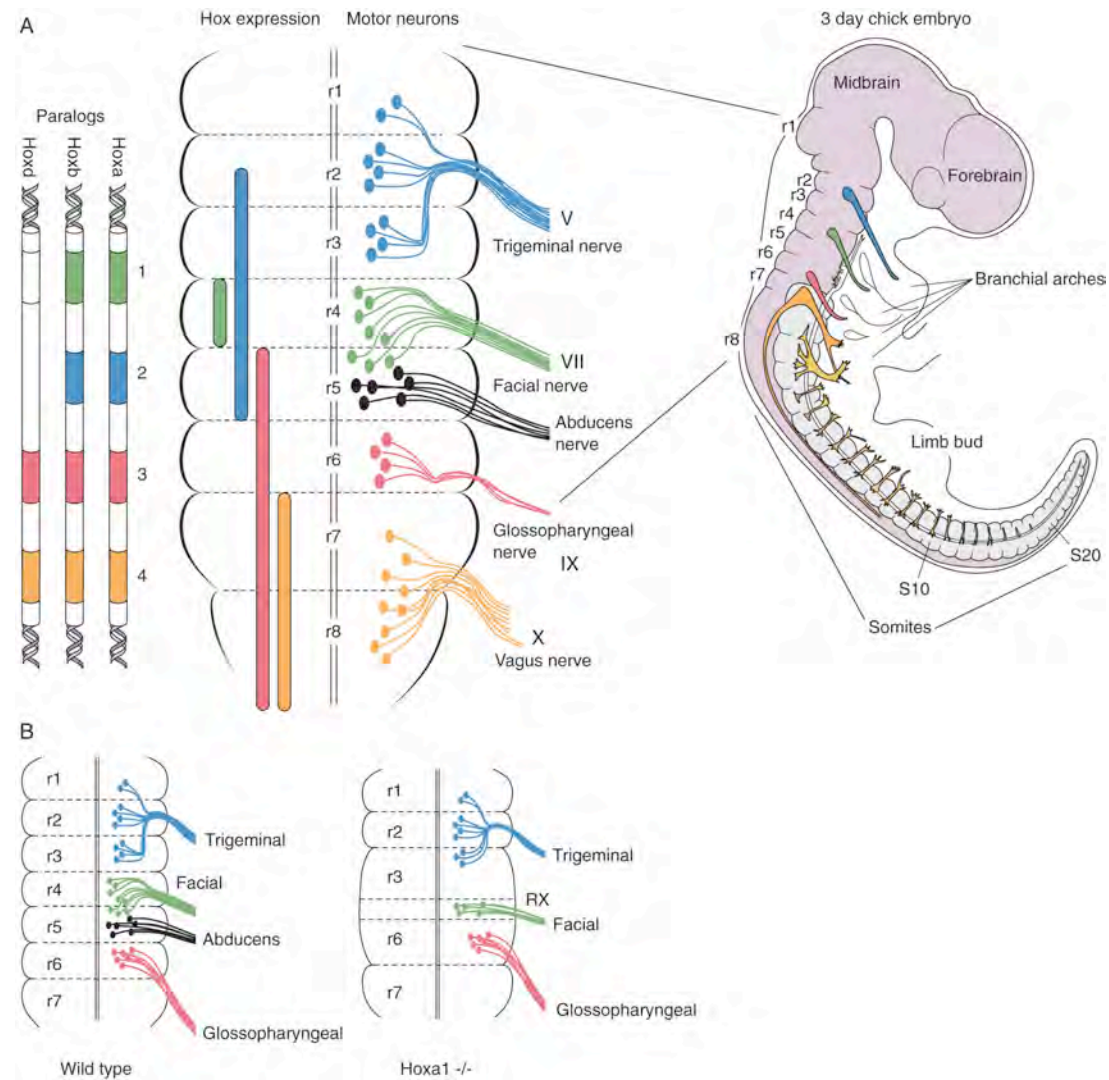 A
Hox expression
Motor neurons
3 day chick embryo
Paralogs
Hoxd
Hoxb
Hoxa
1
2
3
4
r1
r2
r3
r4
r5
r6
r7
r8
V
Trigeminal nerve
VII
Facial nerve
Abducens
nerve
Glossopharyngeal
nerve
IX
X
Vagus nerve
Midbrain
Forebrain
r1
r2
r3
r4
r5
r6
r7
r8
Branchial arches
Limb bud
S10
S20
Somites
B
r1
r2
r3
r4
r5
r6
r7
Trigeminal
Facial
Abducens
Glossopharyngeal
Wild type
r1
r2
r3
RX
r6
r7
Trigeminal
Facial
Glossopharyngeal
Hoxa1 -/-